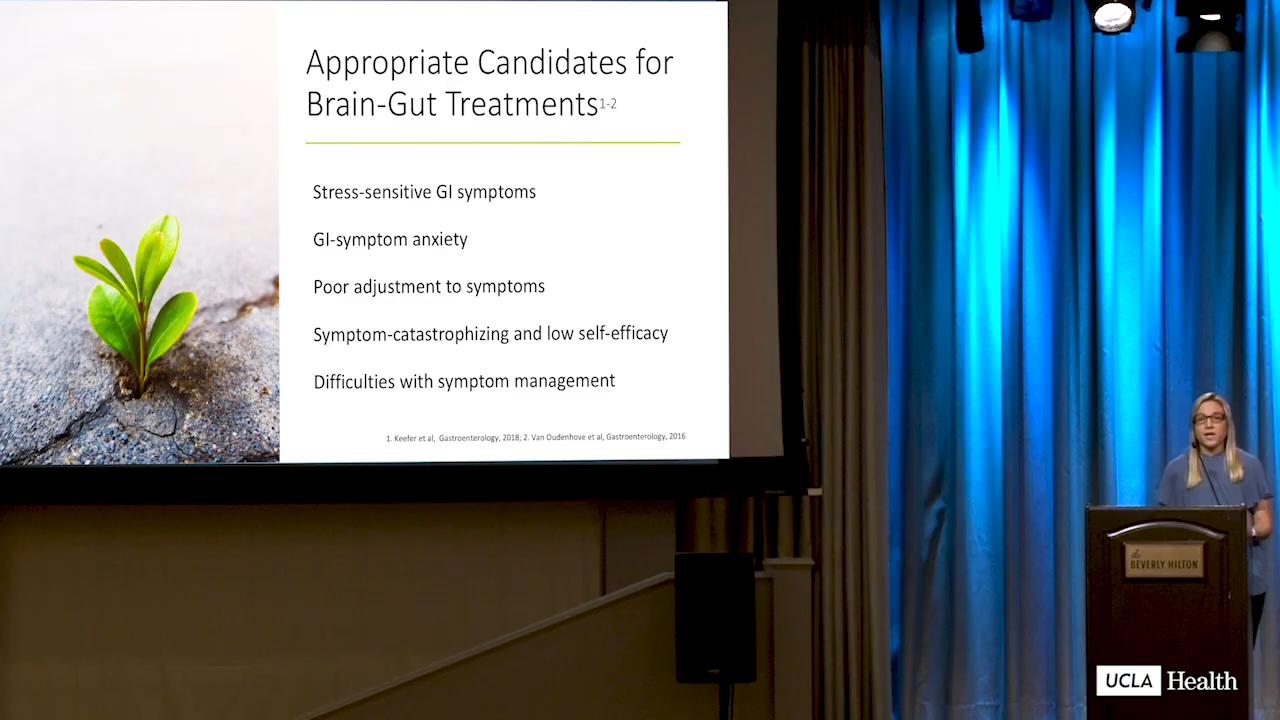 Appropriate Candidates for
Brain-Gut Treatments1-2
Stress-sensitive GI symptoms
GI-symptom anxiety
Poor adjustment to symptoms
Symptom-catastrophizing and low self-efficacy
Difficulties with symptom management
1. Keefer et al, Gastroenterology, 2018; 2. Van Oudenhove et al, Gastroenterology, 2016
the
BEVERLY HILTON
UCLA Health